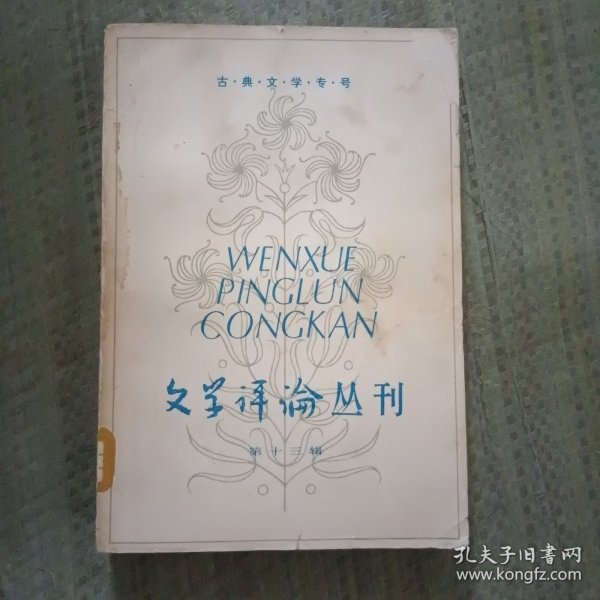 古·典·文·学·专·号
WENXUE
PINGLUN
CONGKAN
文学评论丛刊
第十三辑
孔夫子旧书网
www.kongfz.com